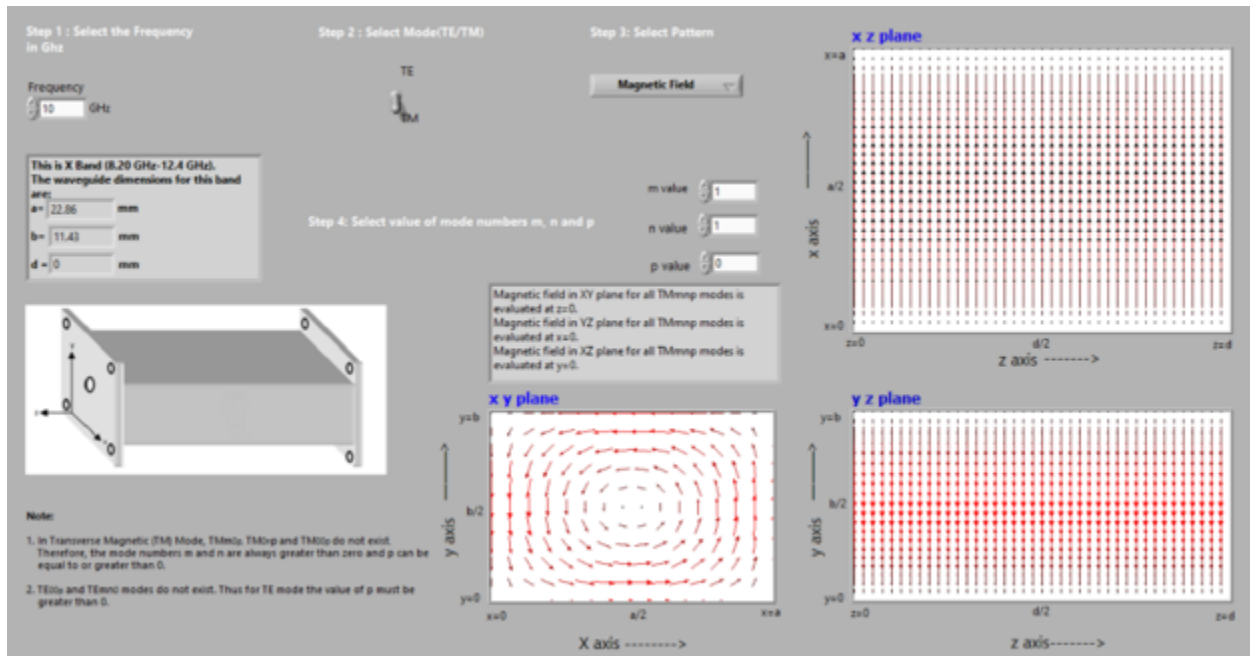 Step 1 : Select the Frequency
in Ghz
Step 2 : Select Mode(TE/TM)
Step 3: Select Pattern
Frequency
10 GHz
TE
TM
Magnetic Field
This is X Band (8.20 GHz-12.4 GHz).
The waveguide dimensions for this band
are:
a= 22.86 mm
b= 11.43 mm
d = 0 mm
Step 4: Select value of mode numbers m, n and p
m value 1
n value 1
p value 0
Magnetic field in XY plane for all TMmnp modes is
evaluated at z=0.
Magnetic field in YZ plane for all TMmnp modes is
evaluated at x=0.
Magnetic field in XZ plane for all TMmnp modes is
evaluated at y=0.
x z plane
x=a
a/2
x=0
x axis ------->
z=0
d/2
z=d
z axis ------->
x y plane
y=b
b/2
y=0
y axis ------->
x=0
a/2
x=a
X axis -------->
y z plane
y=b
b/2
y=0
y axis ------->
z=0
d/2
z=d
z axis------->
Note:
1. In Transverse Magnetic (TM) Mode, TMm0p, TM0np and TM00p do not exist.
Therefore, the mode numbers m and n are always greater than zero and p can be
equal to or greater than 0.
2. TE00p and TEmn0 modes do not exist. Thus for TE mode the value of p must be
greater than 0.